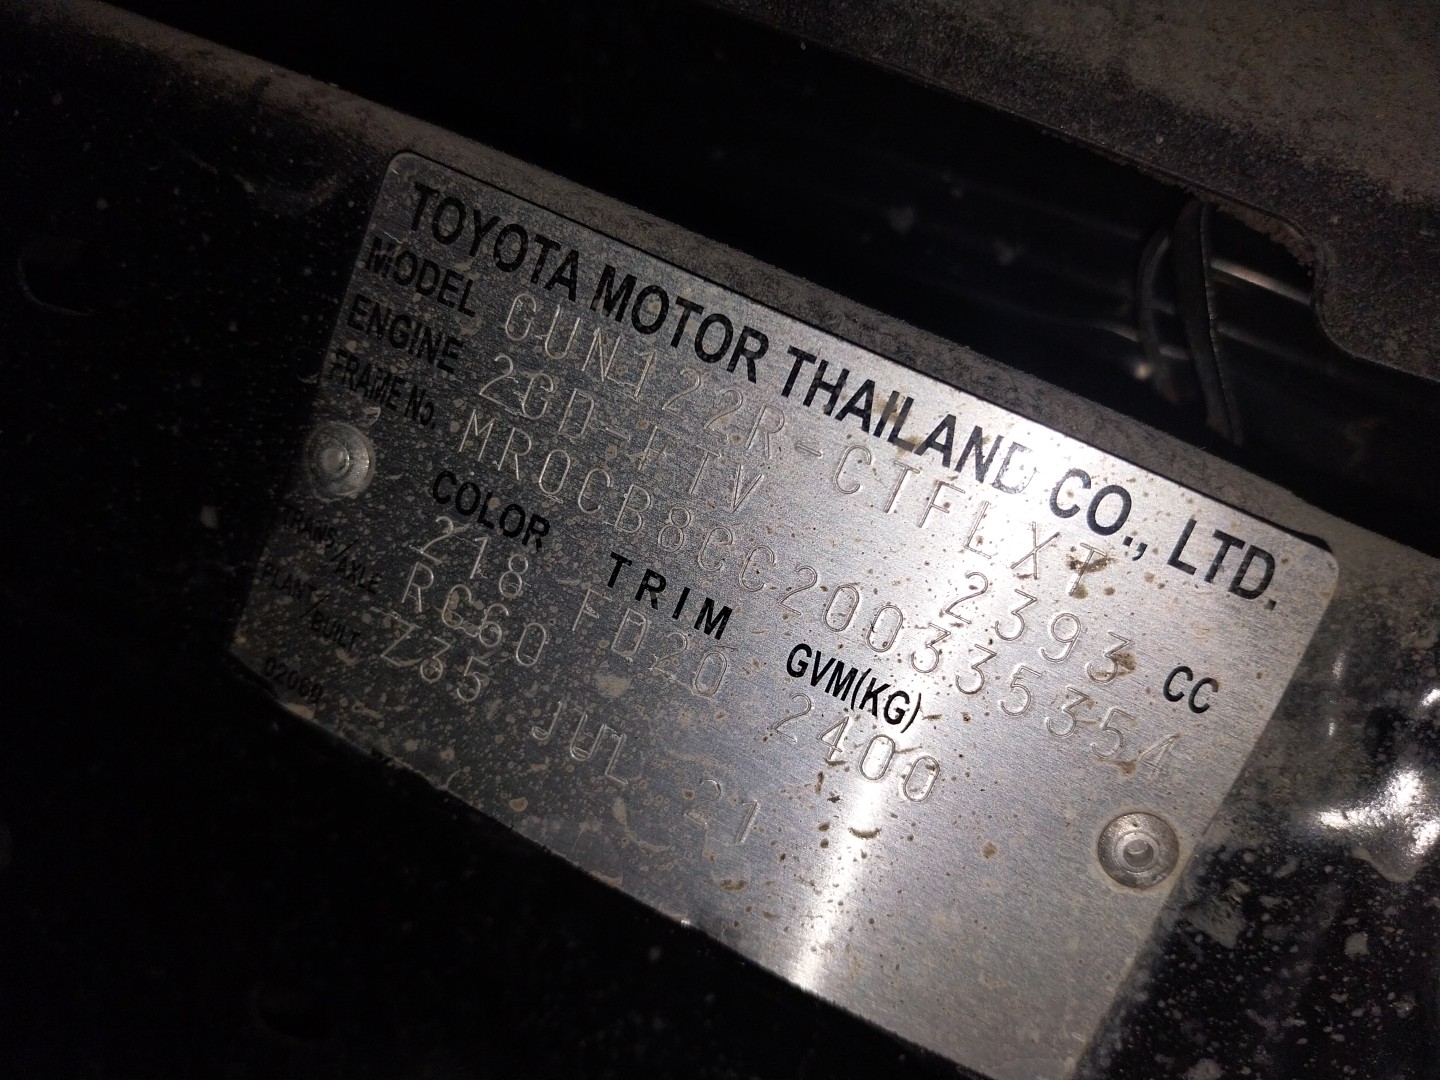 TOYOTA MOTOR THAILAND CO., LTD.
MODEL GUN122R-CTFLXT
ENGINE 2GD-FTV 2393 CC
FRAME No. MR0CB8CC200335354
COLOR TRIM GVM(KG)
218 FD20 2400
TRANS/AXLE RC60
PLANT/BUILT Z35 JUL 21